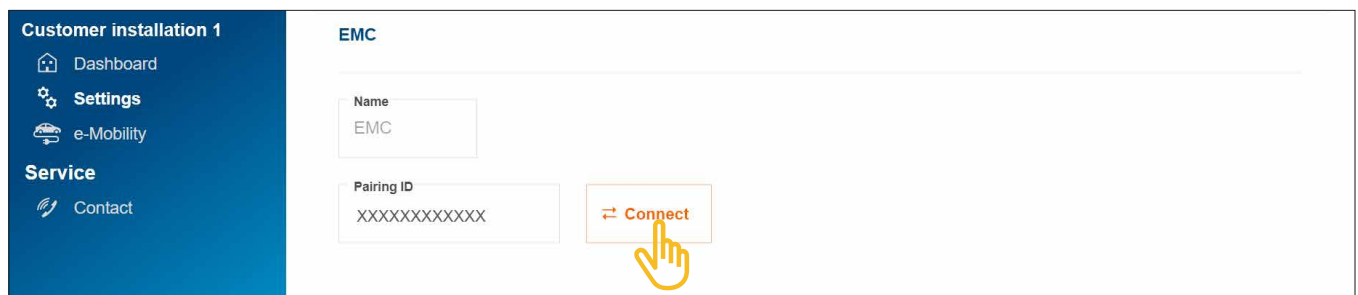 Customer installation 1
Dashboard
Settings
e-Mobility
Service
Contact
EMC
Name
EMC
Pairing ID
XXXXXXXXXXXX
Connect